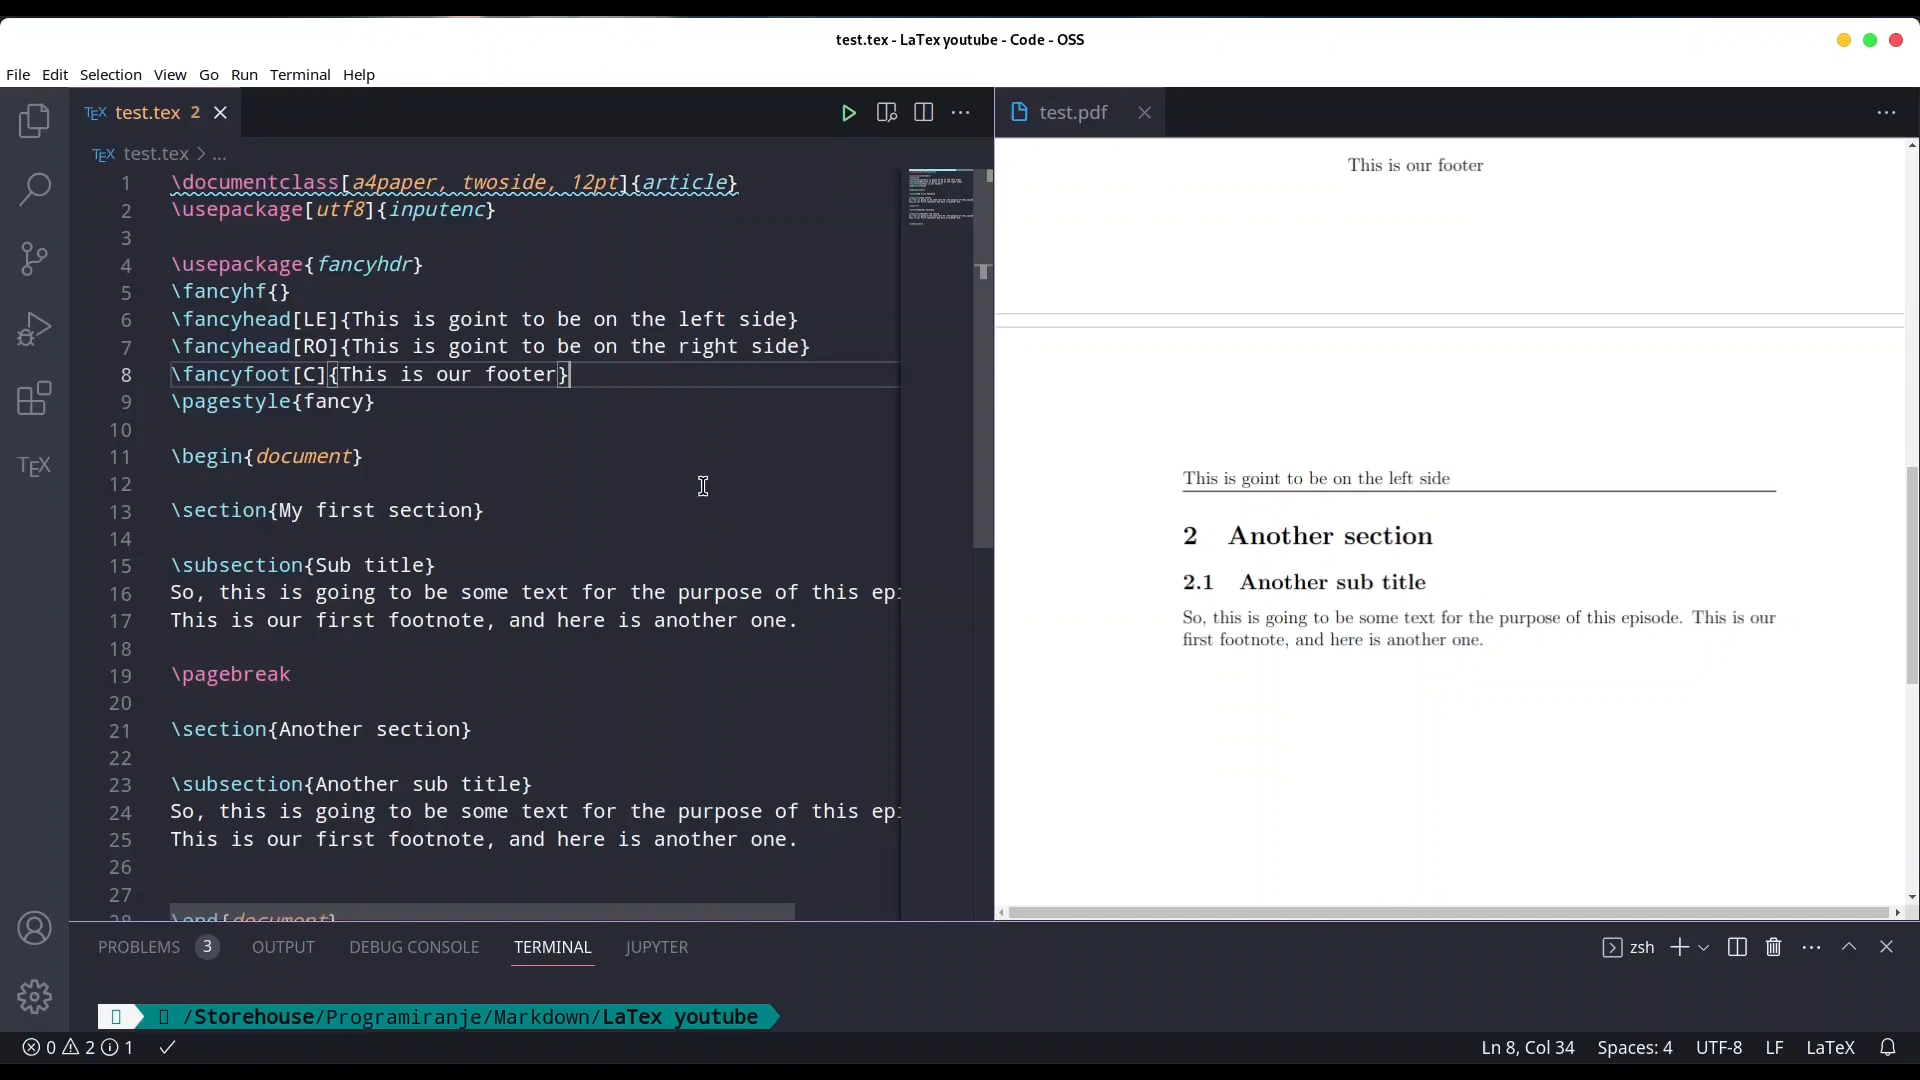 test.tex - LaTex youtube - Code - OSS
File Edit Selection View Go Run Terminal Help
TEX test.tex 2
test.pdf
TEX test.tex > ...
1 \documentclass[a4paper, twoside, 12pt]{article}
2 \usepackage[utf8]{inputenc}
3
4 \usepackage{fancyhdr}
5 \fancyhf{}
6 \fancyhead[LE]{This is goint to be on the left side}
7 \fancyhead[RO]{This is goint to be on the right side}
8 \fancyfoot[C]{This is our footer}
9 \pagestyle{fancy}
10
11 \begin{document}
12
13 \section{My first section}
14
15 \subsection{Sub title}
16 So, this is going to be some text for the purpose of this epi
17 This is our first footnote, and here is another one.
18
19 \pagebreak
20
21 \section{Another section}
22
23 \subsection{Another sub title}
24 So, this is going to be some text for the purpose of this epi
25 This is our first footnote, and here is another one.
26
27
28 \end{document}
TEX
This is our footer
This is goint to be on the left side
2 Another section
2.1 Another sub title
So, this is going to be some text for the purpose of this episode. This is our
first footnote, and here is another one.
PROBLEMS 3 OUTPUT DEBUG CONSOLE TERMINAL JUPYTER
zsh
/Storehouse/Programiranje/Markdown/LaTex youtube
0 2 1
Ln 8, Col 34 Spaces: 4 UTF-8 LF LaTeX